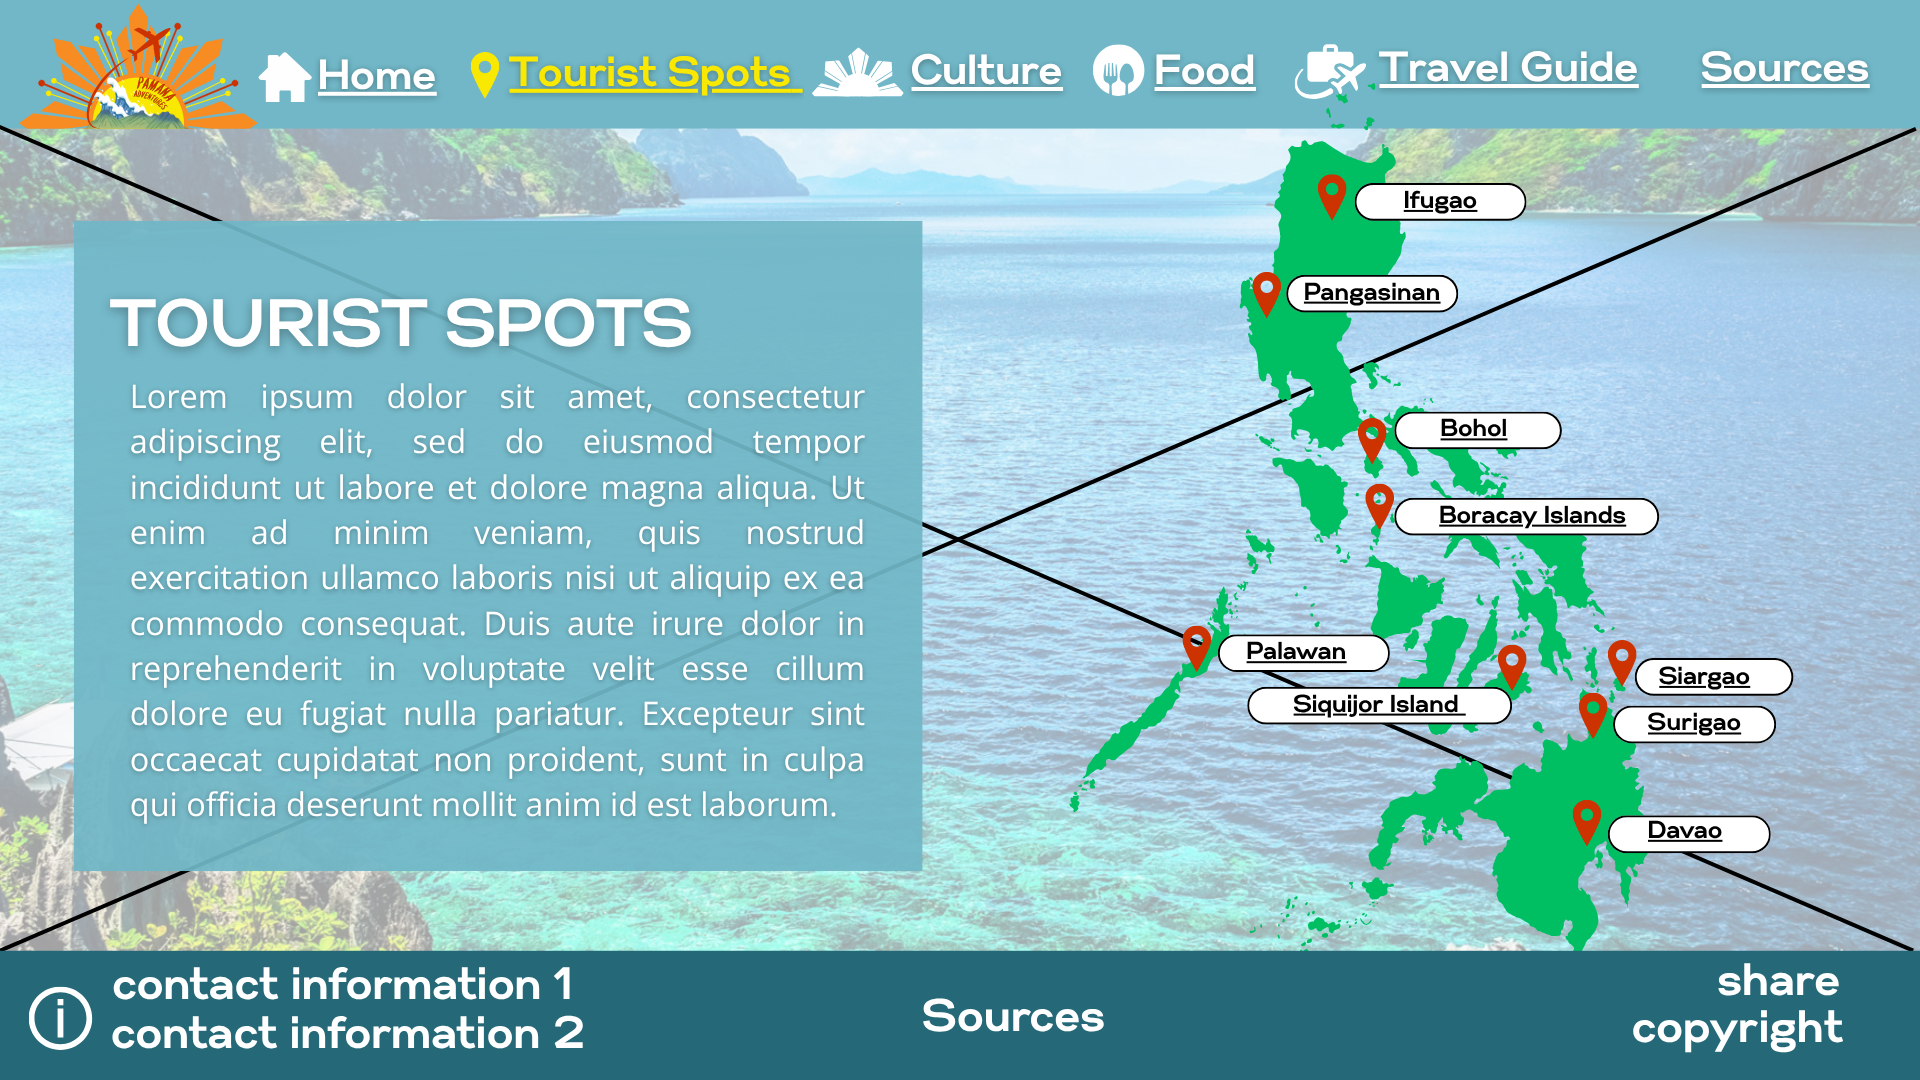 PAMANA
ADVENTURES
Home
Tourist Spots
Culture
Food
Travel Guide
Sources
TOURIST SPOTS
Lorem ipsum dolor sit amet, consectetur
adipiscing elit, sed do eiusmod tempor
incididunt ut labore et dolore magna aliqua. Ut
enim ad minim veniam, quis nostrud
exercitation ullamco laboris nisi ut aliquip ex ea
commodo consequat. Duis aute irure dolor in
reprehenderit in voluptate velit esse cillum
dolore eu fugiat nulla pariatur. Excepteur sint
occaecat cupidatat non proident, sunt in culpa
qui officia deserunt mollit anim id est laborum.
Ifugao
Pangasinan
Bohol
Boracay Islands
Palawan
Siquijor Island
Siargao
Surigao
Davao
contact information 1
contact information 2
Sources
share
copyright